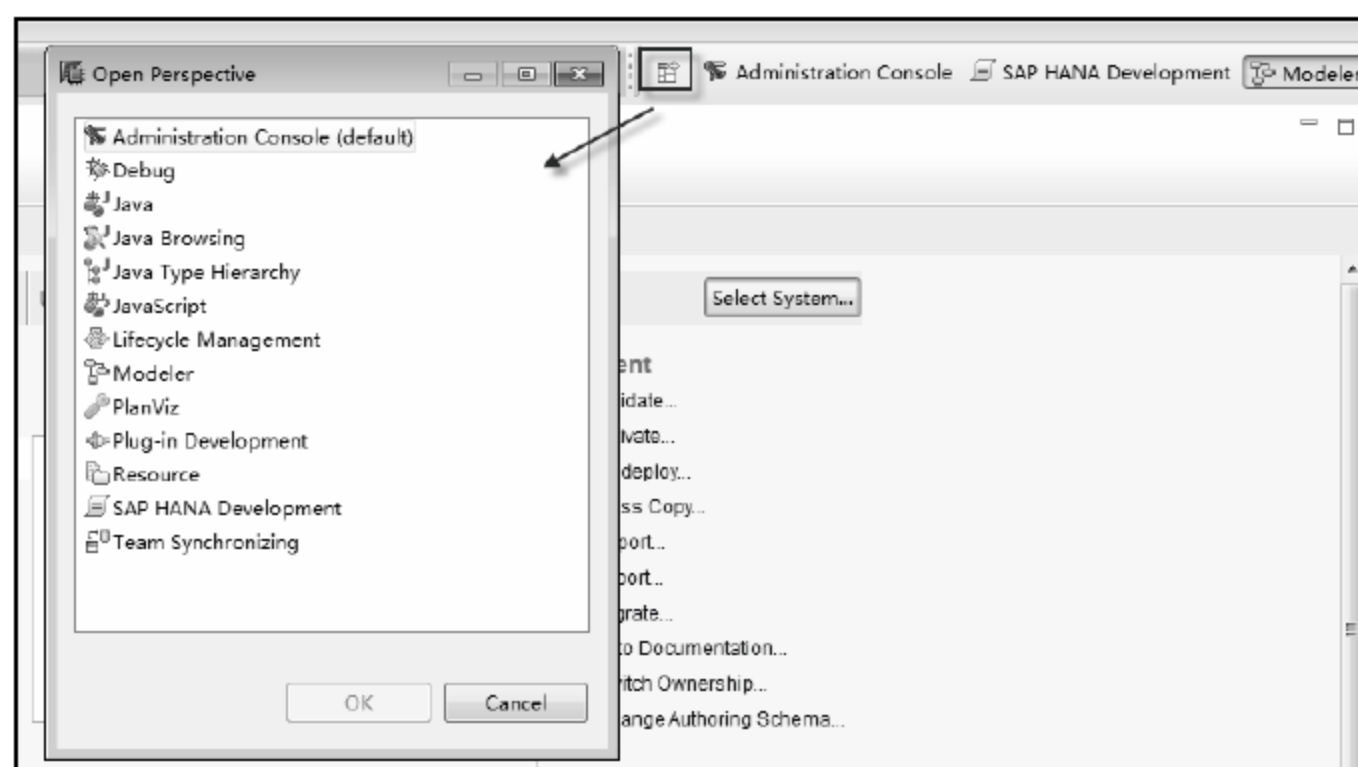 Open Perspective
Administration Console SAP HANA Development Modeler
Administration Console (default)
Debug
Java
Java Browsing
Java Type Hierarchy
JavaScript
Lifecycle Management
Modeler
PlanViz
Plug-in Development
Resource
SAP HANA Development
Team Synchronizing
OK Cancel
Select System...
ent
idate...
ivate...
deploy...
ss Copy...
port...
port...
grate...
to Documentation...
itch Ownership...
ange Authoring Schema...